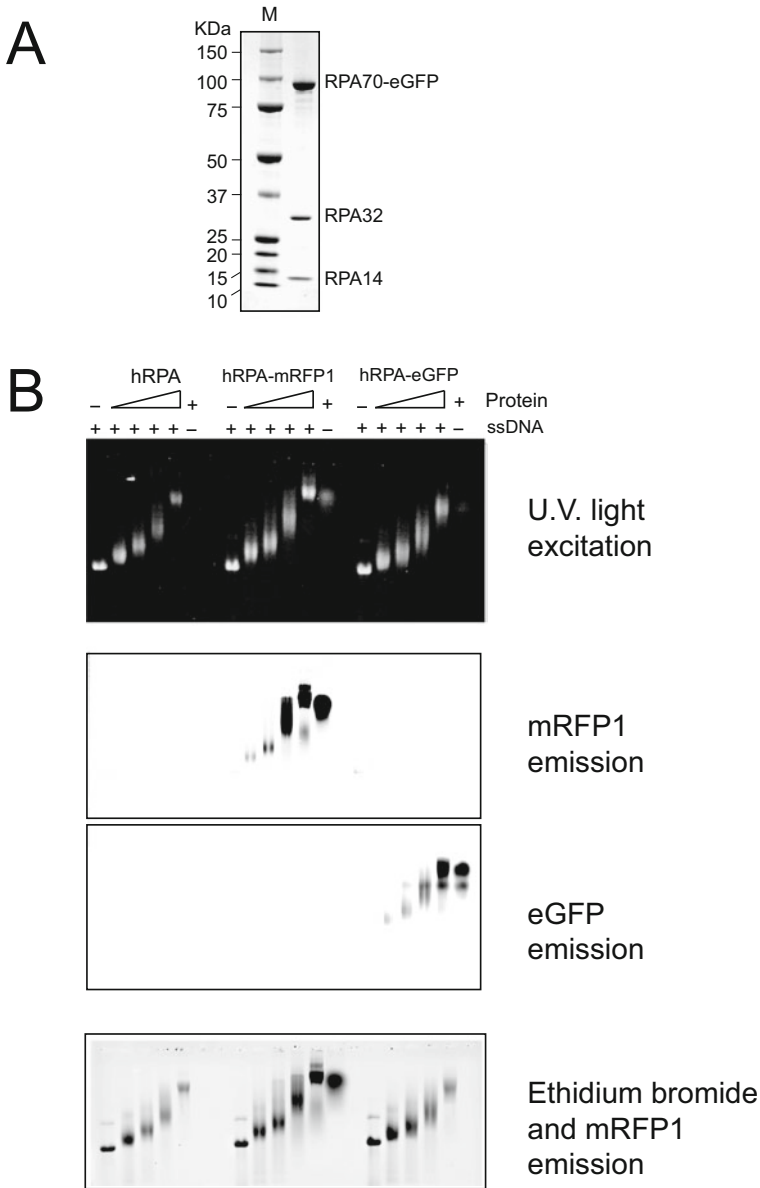 A
M
KDa
150
100
75
50
37
25
20
15
10
RPA70-eGFP
RPA32
RPA14
B
hRPA hRPA-mRFP1 hRPA-eGFP
– + – + – + Protein
+ + + + + – + + + + + – + + + + + – ssDNA
U.V. light
excitation
mRFP1
emission
eGFP
emission
Ethidium bromide
and mRFP1
emission